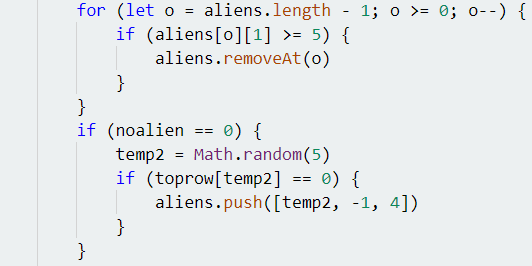 for (let o = aliens.length - 1; o >= 0; o--) {
if (aliens[o][1] >= 5) {
aliens.removeAt(o)
}
}
if (noalien == 0) {
temp2 = Math.random(5)
if (toprow[temp2] == 0) {
aliens.push([temp2, -1, 4])
}
}